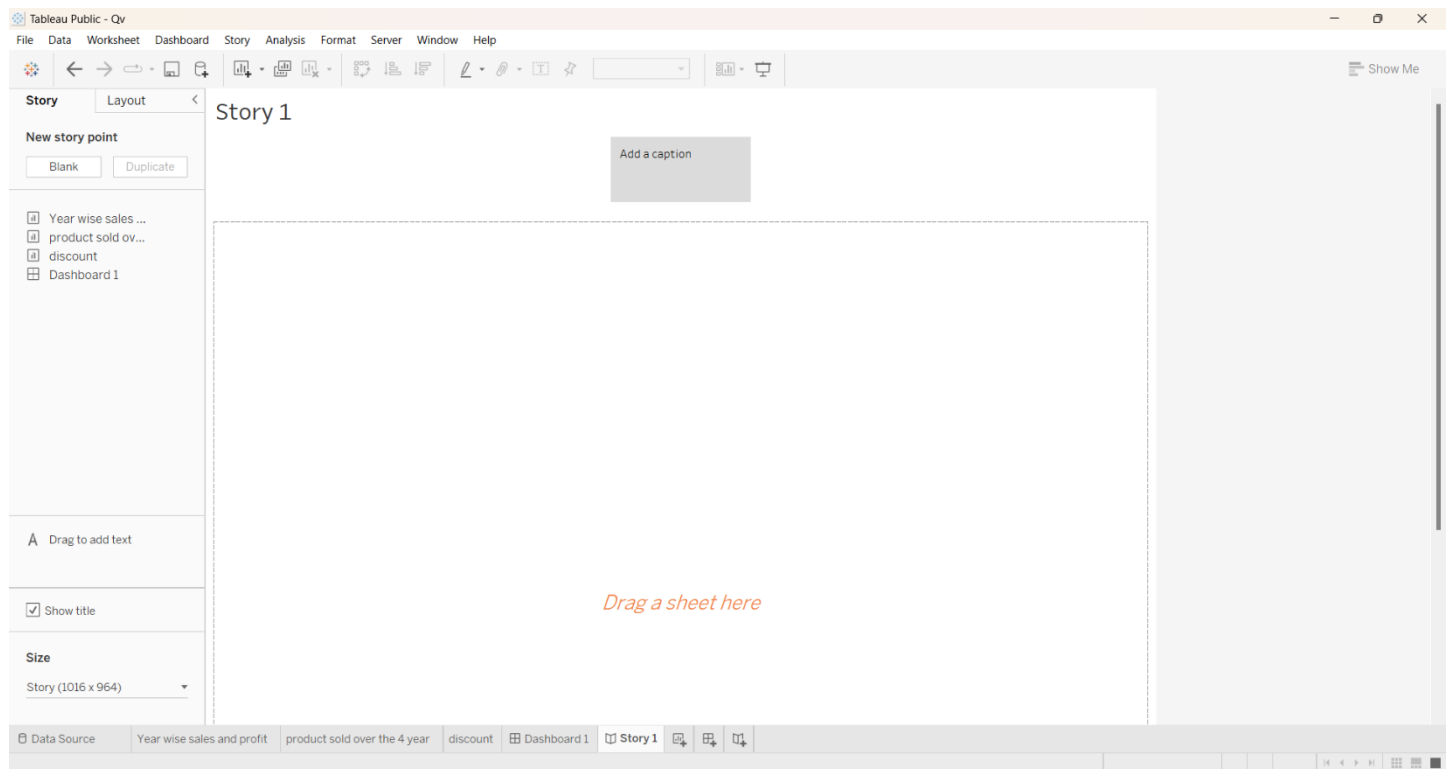 Tableau Public - Qv
File Data Worksheet Dashboard Story Analysis Format Server Window Help
Show Me
Story Layout
Story 1
New story point
Blank Duplicate
Add a caption
Year wise sales ...
product sold ov...
discount
Dashboard 1
A Drag to add text
Drag a sheet here
Show title
Size
Story (1016 x 964)
Data Source Year wise sales and profit product sold over the 4 year discount Dashboard 1 Story 1